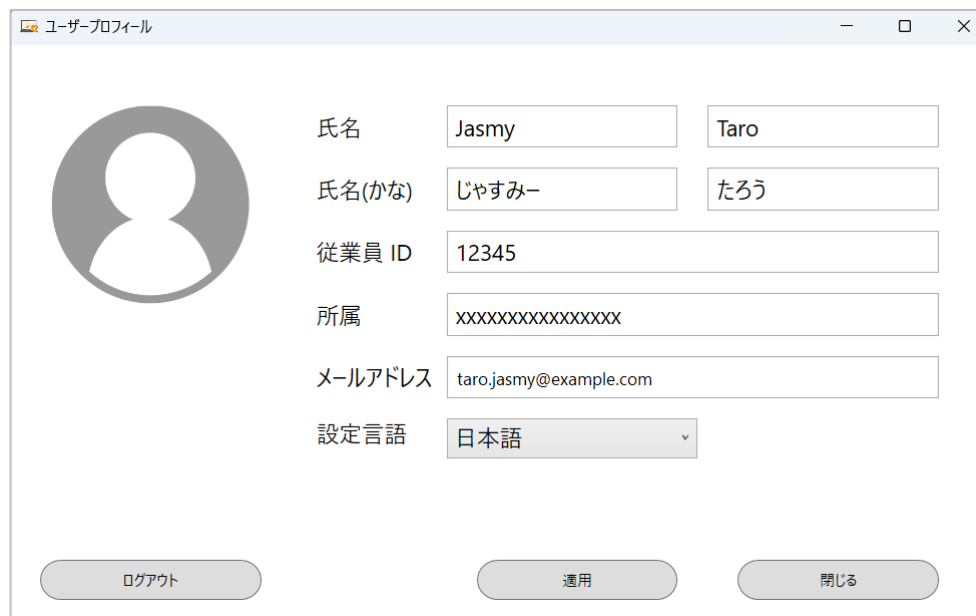 ユーザープロフィール
氏名 Jasmy Taro
氏名(かな) じゃすみー たろう
従業員 ID 12345
所属 xxxxxxxxxxxxxxxx
メールアドレス taro.jasmy@example.com
設定言語 日本語
ログアウト 適用 閉じる